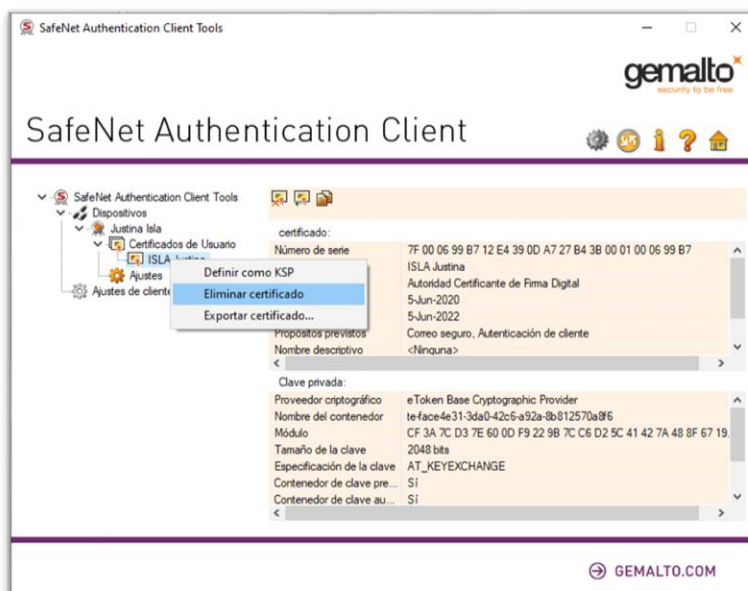 SafeNet Authentication Client Tools
gemalto
security to be free
SafeNet Authentication Client
SafeNet Authentication Client Tools
Dispositivos
Justina Isla
Certificados de Usuario
ISLA Justina
Ajustes
Ajustes de cliente
Definir como KSP
Eliminar certificado
Exportar certificado...
certificado:
Número de serie 7F 00 06 99 B7 12 E4 39 0D A7 27 B4 3B 00 01 00 06 99 B7
ISLA Justina
Autoridad Certificante de Firma Digital
5-Jun-2020
5-Jun-2022
Propósitos previstos Correo seguro, Autenticación de cliente
Nombre descriptivo <Ninguna>
Clave privada:
Proveedor criptográfico eToken Base Cryptographic Provider
Nombre del contenedor te-face4e31-3da0-42c6-a92a-8b812570a8f6
Módulo CF 3A 7C D3 7E 60 0D F9 22 9B 7C C6 D2 5C 41 42 7A 48 8F 67 19.
Tamaño de la clave 2048 bits
Especificación de la clave AT_KEYEXCHANGE
Contenedor de clave pre... Sí
Contenedor de clave au... Sí
GEMALTO.COM